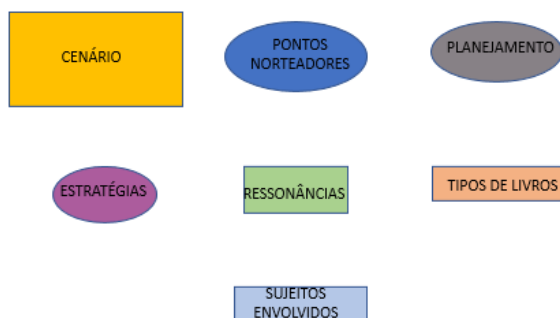 CENÁRIO
PONTOS
NORTEADORES
PLANEJAMENTO
ESTRATÉGIAS
RESSONÂNCIAS
TIPOS DE LIVROS
SUJEITOS
ENVOLVIDOS